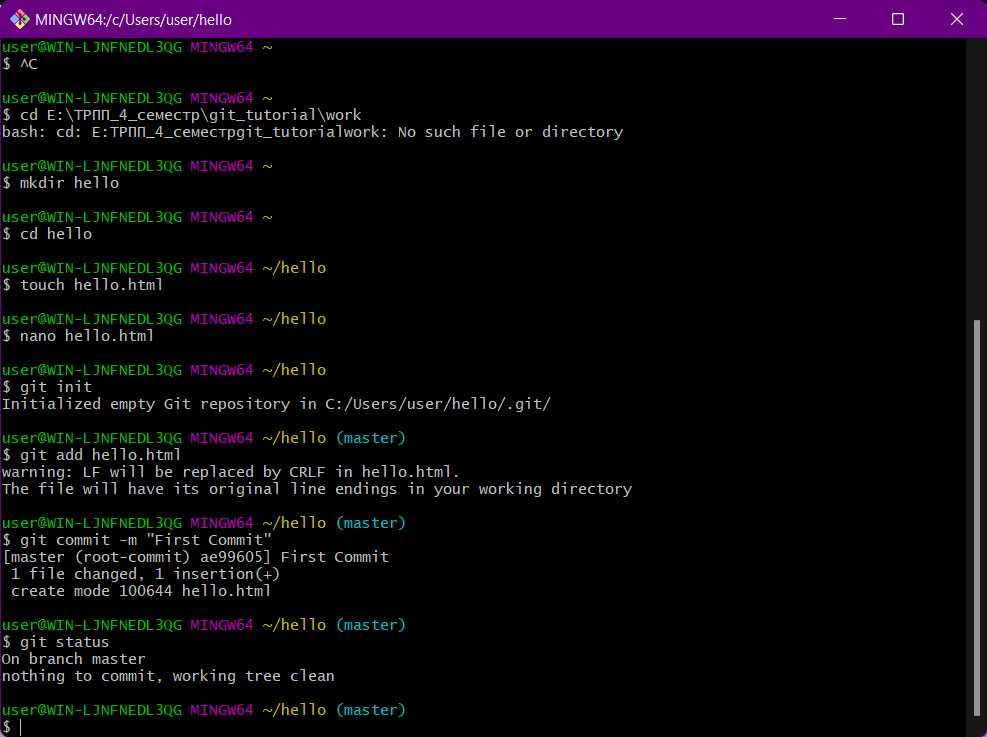 MINGW64:/c/Users/user/hello
user@WIN-LJNFNEDL3QG MINGW64 ~
$ ^C
user@WIN-LJNFNEDL3QG MINGW64 ~
$ cd E:\ТРПП_4_семестр\git_tutorial\work
bash: cd: E:ТРПП_4_семестрgit_tutorialwork: No such file or directory
user@WIN-LJNFNEDL3QG MINGW64 ~
$ mkdir hello
user@WIN-LJNFNEDL3QG MINGW64 ~
$ cd hello
user@WIN-LJNFNEDL3QG MINGW64 ~/hello
$ touch hello.html
user@WIN-LJNFNEDL3QG MINGW64 ~/hello
$ nano hello.html
user@WIN-LJNFNEDL3QG MINGW64 ~/hello
$ git init
Initialized empty Git repository in C:/Users/user/hello/.git/
user@WIN-LJNFNEDL3QG MINGW64 ~/hello (master)
$ git add hello.html
warning: LF will be replaced by CRLF in hello.html.
The file will have its original line endings in your working directory
user@WIN-LJNFNEDL3QG MINGW64 ~/hello (master)
$ git commit -m "First Commit"
[master (root-commit) ae99605] First Commit
 1 file changed, 1 insertion(+)
 create mode 100644 hello.html
user@WIN-LJNFNEDL3QG MINGW64 ~/hello (master)
$ git status
On branch master
nothing to commit, working tree clean
user@WIN-LJNFNEDL3QG MINGW64 ~/hello (master)
$